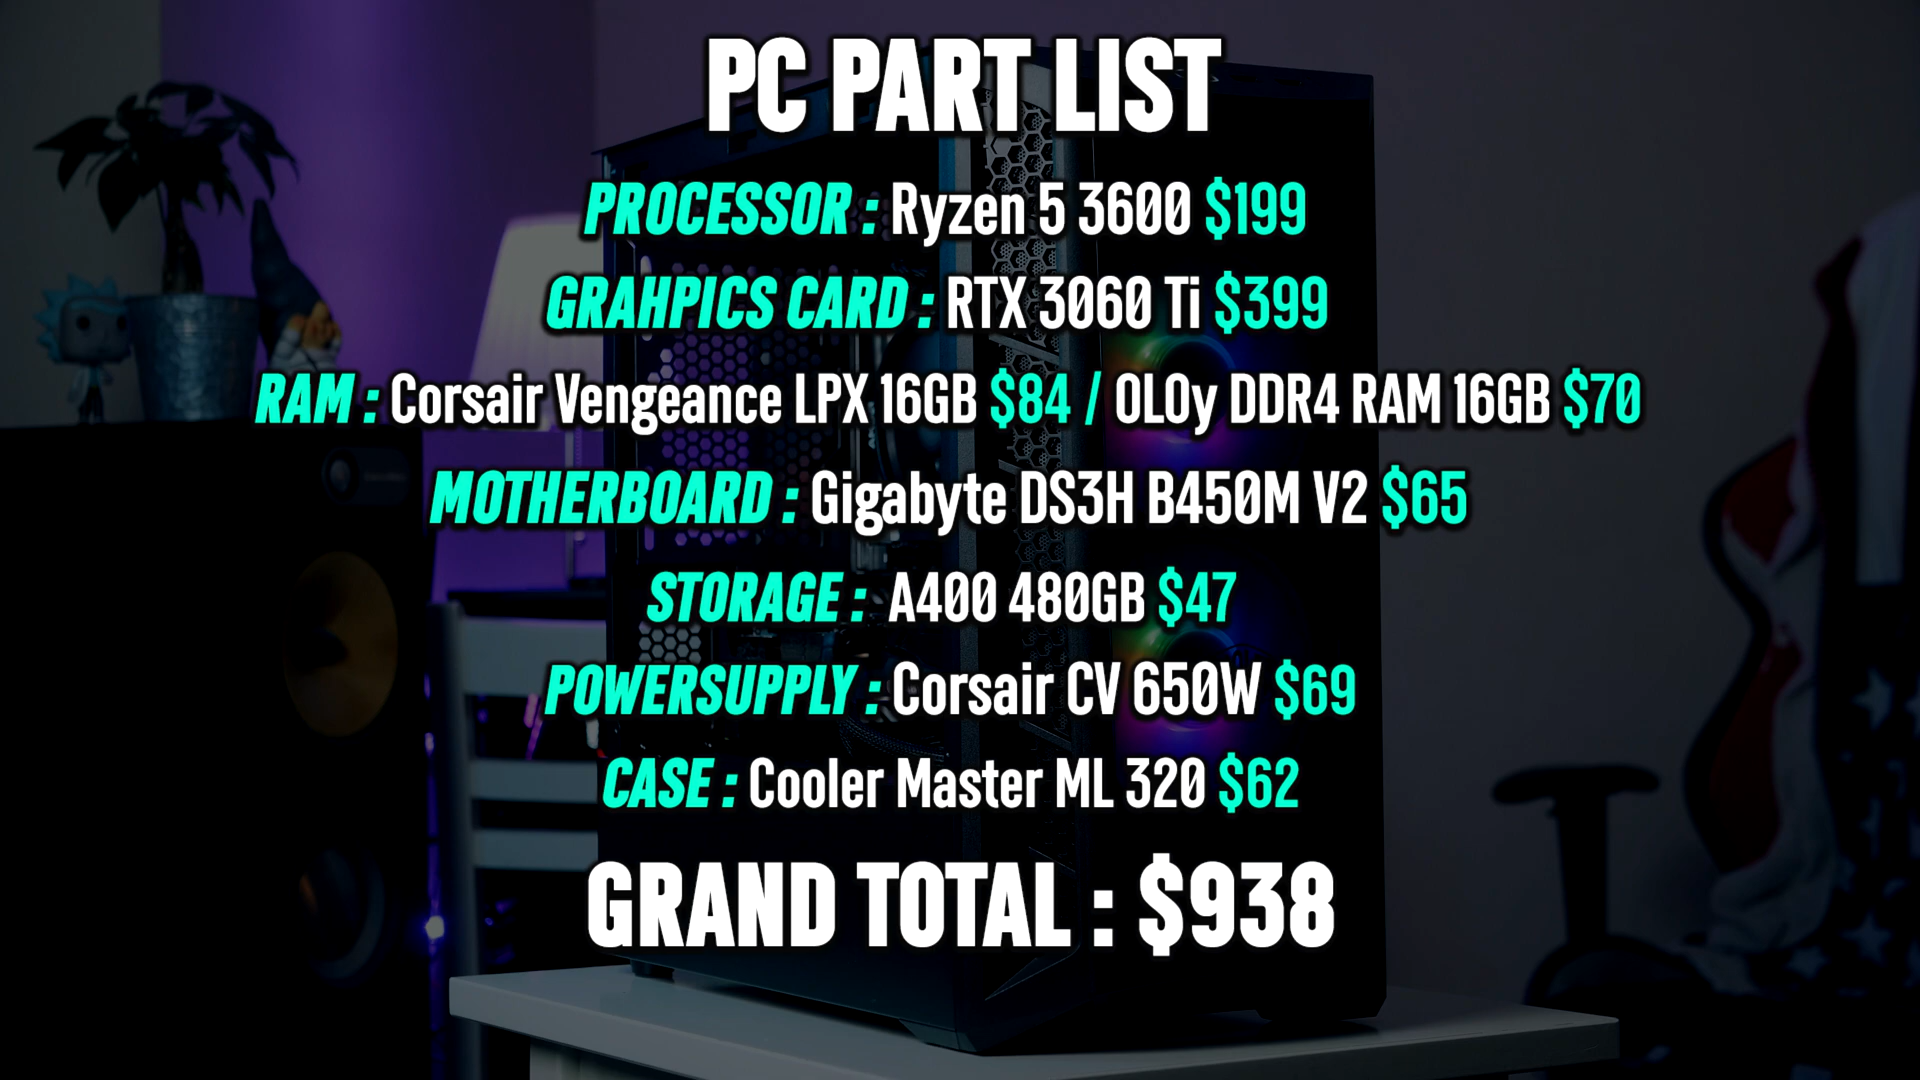 PC PART LIST
PROCESSOR : Ryzen 5 3600 $199
GRAHPICS CARD : RTX 3060 Ti $399
RAM : Corsair Vengeance LPX 16GB $84 / OLOy DDR4 RAM 16GB $70
MOTHERBOARD : Gigabyte DS3H B450M V2 $65
STORAGE : A400 480GB $47
POWERSUPPLY : Corsair CV 650W $69
CASE : Cooler Master ML 320 $62
GRAND TOTAL : $938